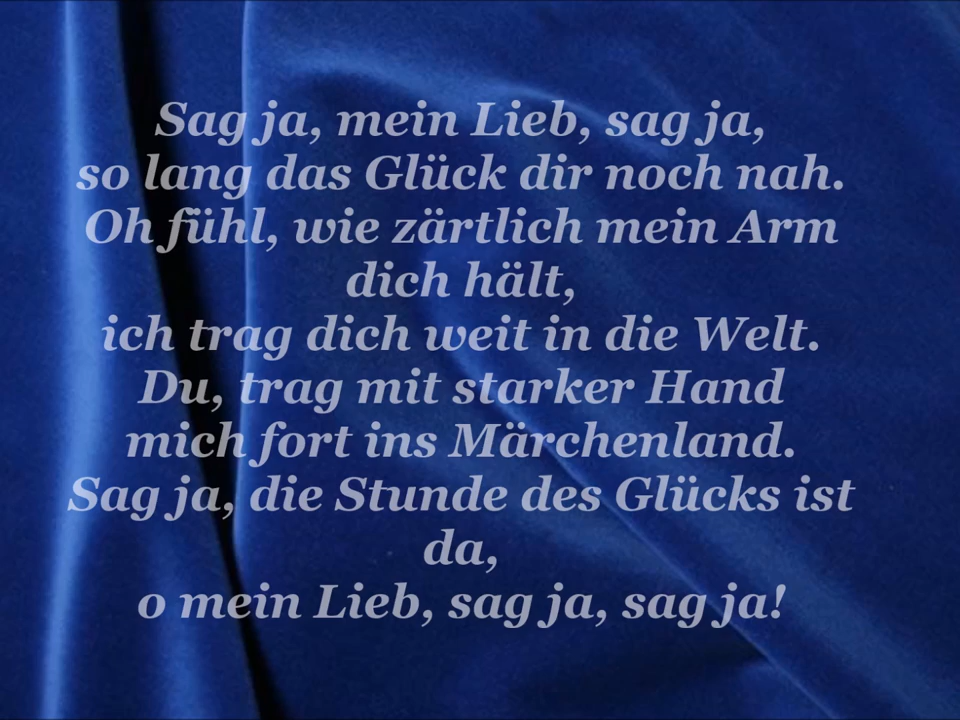 Sag ja, mein Lieb, sag ja,
so lang das Glück dir noch nah.
Oh fühl, wie zärtlich mein Arm
dich hält,
ich trag dich weit in die Welt.
Du, trag mit starker Hand
mich fort ins Märchenland.
Sag ja, die Stunde des Glücks ist
da,
o mein Lieb, sag ja, sag ja!